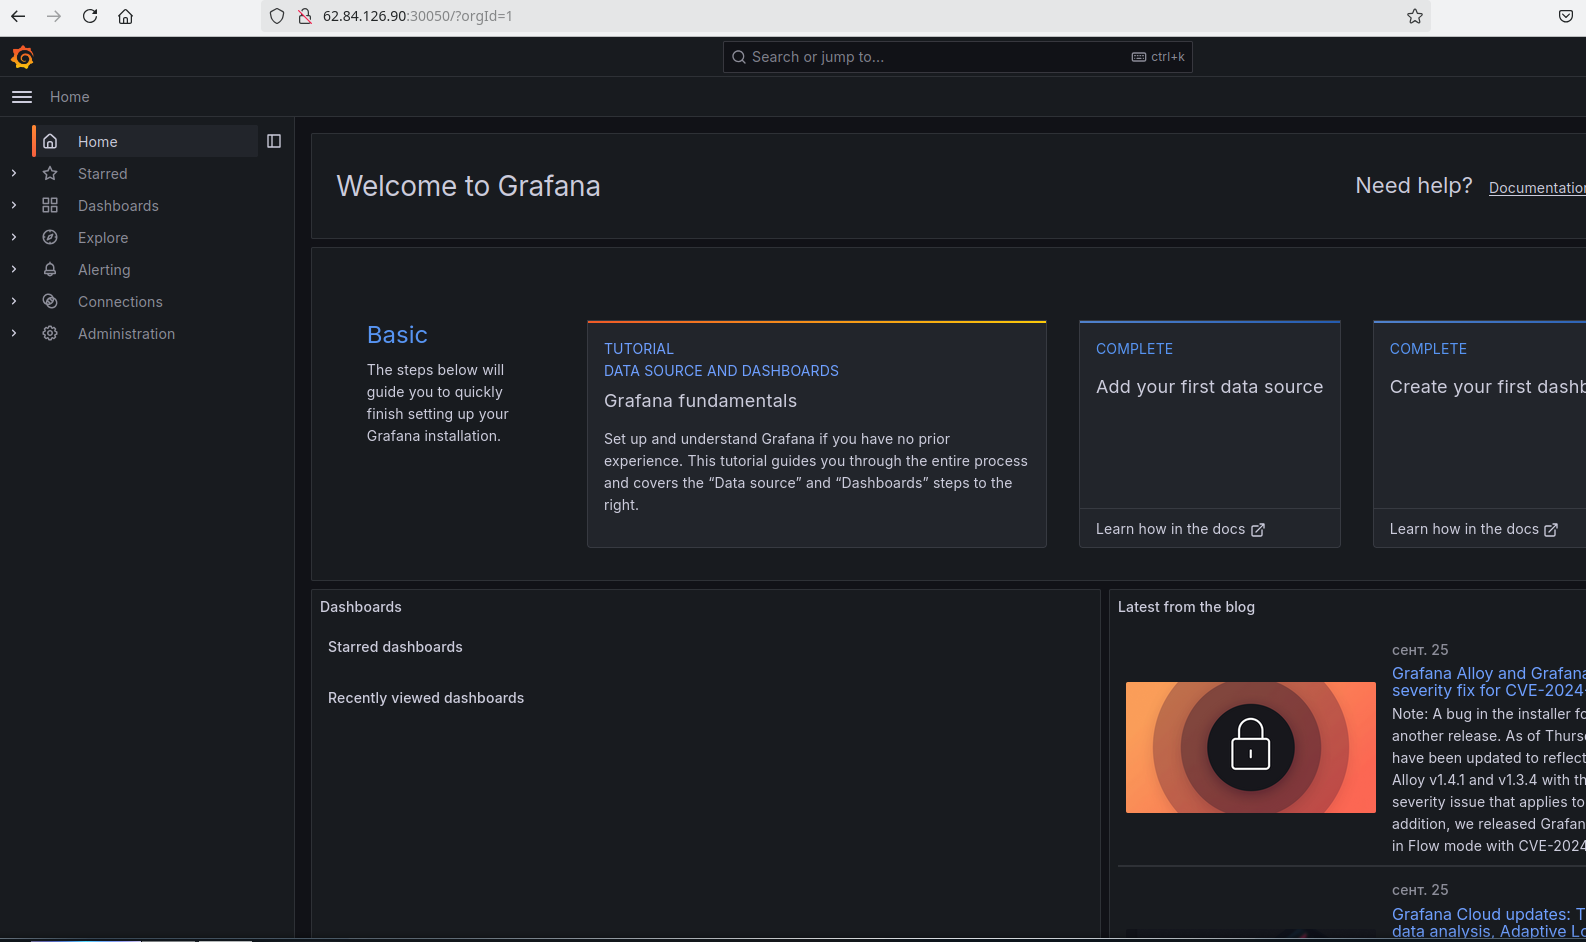 62.84.126.90:30050/?orgId=1
Search or jump to...
ctrl+k
Home
Home
Starred
Dashboards
Explore
Alerting
Connections
Administration
Welcome to Grafana
Need help?
Documentation
Basic
The steps below will
guide you to quickly
finish setting up your
Grafana installation.
TUTORIAL
DATA SOURCE AND DASHBOARDS
Grafana fundamentals
Set up and understand Grafana if you have no prior
experience. This tutorial guides you through the entire process
and covers the “Data source” and “Dashboards” steps to the
right.
COMPLETE
Add your first data source
Learn how in the docs
COMPLETE
Create your first dashb
Learn how in the docs
Dashboards
Starred dashboards
Recently viewed dashboards
Latest from the blog
сент. 25
Grafana Alloy and Grafana
severity fix for CVE-2024-
Note: A bug in the installer fo
another release. As of Thurs
have been updated to reflect
Alloy v1.4.1 and v1.3.4 with th
severity issue that applies to
addition, we released Grafan
in Flow mode with CVE-2024
сент. 25
Grafana Cloud updates: T
data analysis, Adaptive Lo